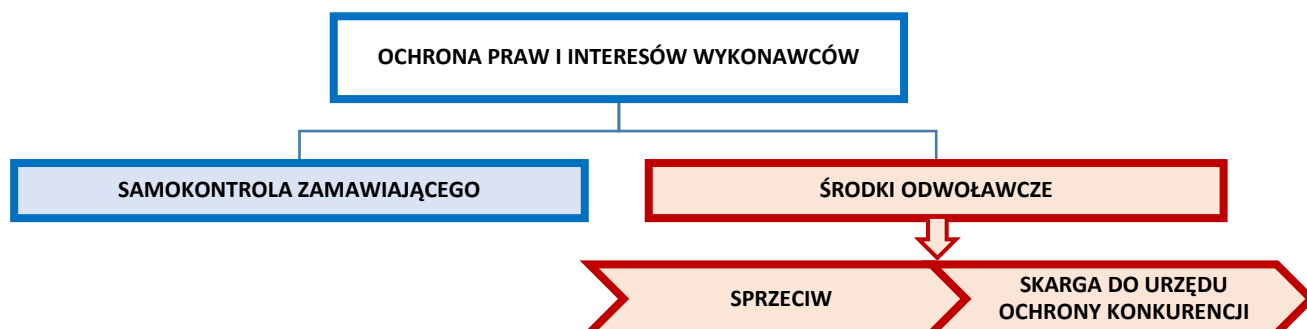 OCHRONA PRAW I INTERESÓW WYKONAWCÓW
SAMOKONTROLA ZAMAWIAJĄCEGO
ŚRODKI ODWOŁAWCZE
SPRZECIW
SKARGA DO URZĘDU
OCHRONY KONKURENCJI